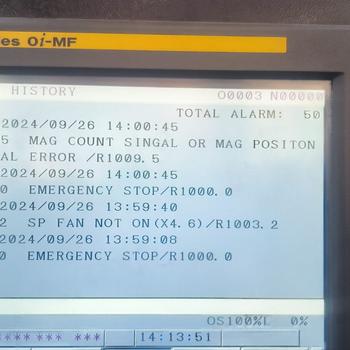 es 0i-MF
HISTORY O0003 N00000
TOTAL ALARM: 50
2024/09/26 14:00:45
5 MAG COUNT SINGAL OR MAG POSITON
AL ERROR /R1009.5
2024/09/26 14:00:45
0 EMERGENCY STOP/R1000.0
2024/09/26 13:59:40
2 SP FAN NOT ON(X4.6)/R1003.2
2024/09/26 13:59:08
0 EMERGENCY STOP/R1000.0
OS100%L 0%
**** *** *** 14:13:51